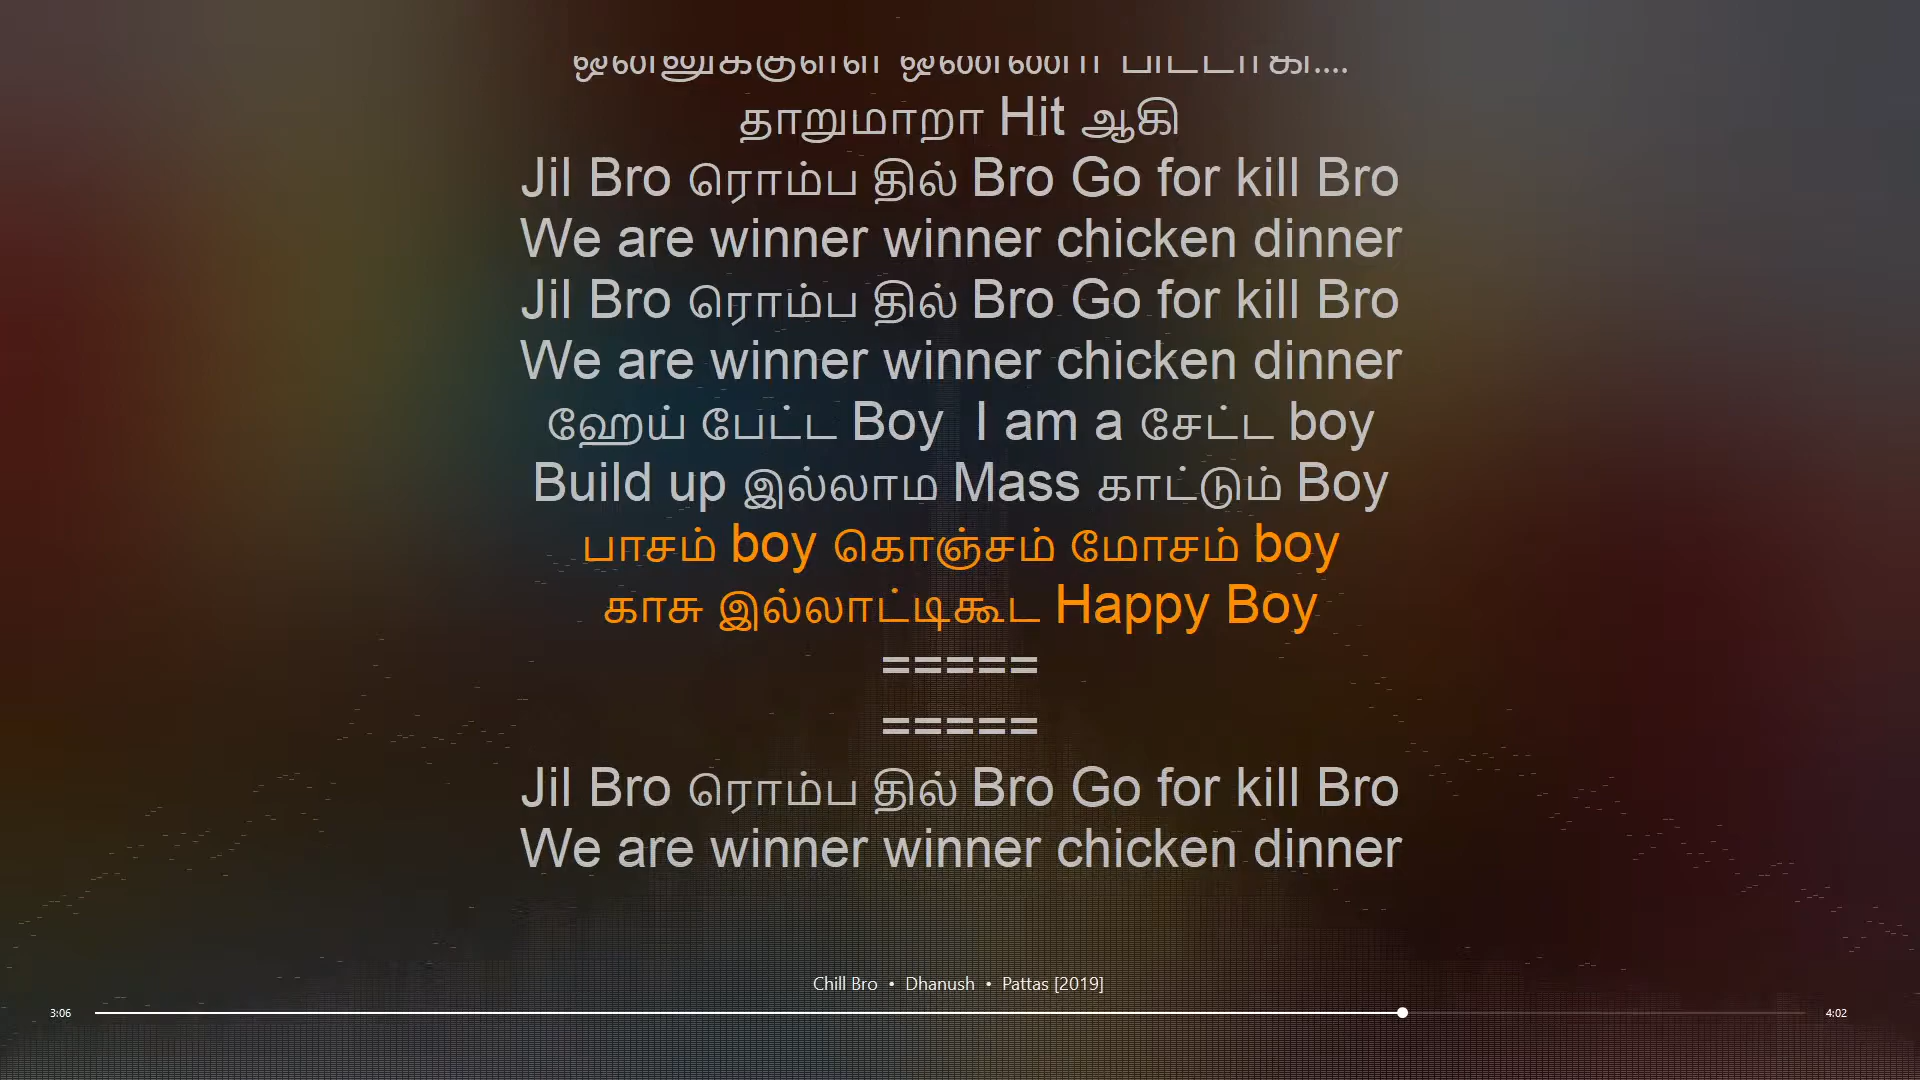 ஒன்னுக்குள்ள ஒண்ணா பிட்டாகி....
தாறுமாறா Hit ஆகி
Jil Bro ரொம்ப தில் Bro Go for kill Bro
We are winner winner chicken dinner
Jil Bro ரொம்ப தில் Bro Go for kill Bro
We are winner winner chicken dinner
ஹேய் பேட்ட Boy  I am a சேட்ட boy
Build up இல்லாம Mass காட்டும் Boy
பாசம் boy கொஞ்சம் மோசம் boy
காசு இல்லாட்டிகூட Happy Boy
=====
=====
Jil Bro ரொம்ப தில் Bro Go for kill Bro
We are winner winner chicken dinner
Chill Bro • Dhanush • Pattas [2019]
3:06
4:02